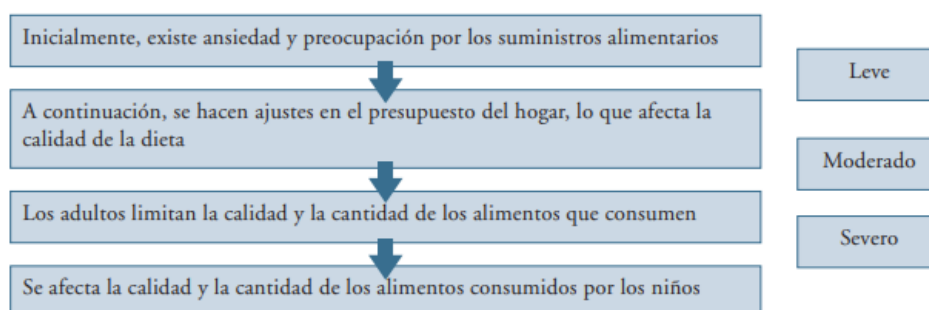 Inicialmente, existe ansiedad y preocupación por los suministros alimentarios
Leve
A continuación, se hacen ajustes en el presupuesto del hogar, lo que afecta la
calidad de la dieta
Moderado
Los adultos limitan la calidad y la cantidad de los alimentos que consumen
Severo
Se afecta la calidad y la cantidad de los alimentos consumidos por los niños